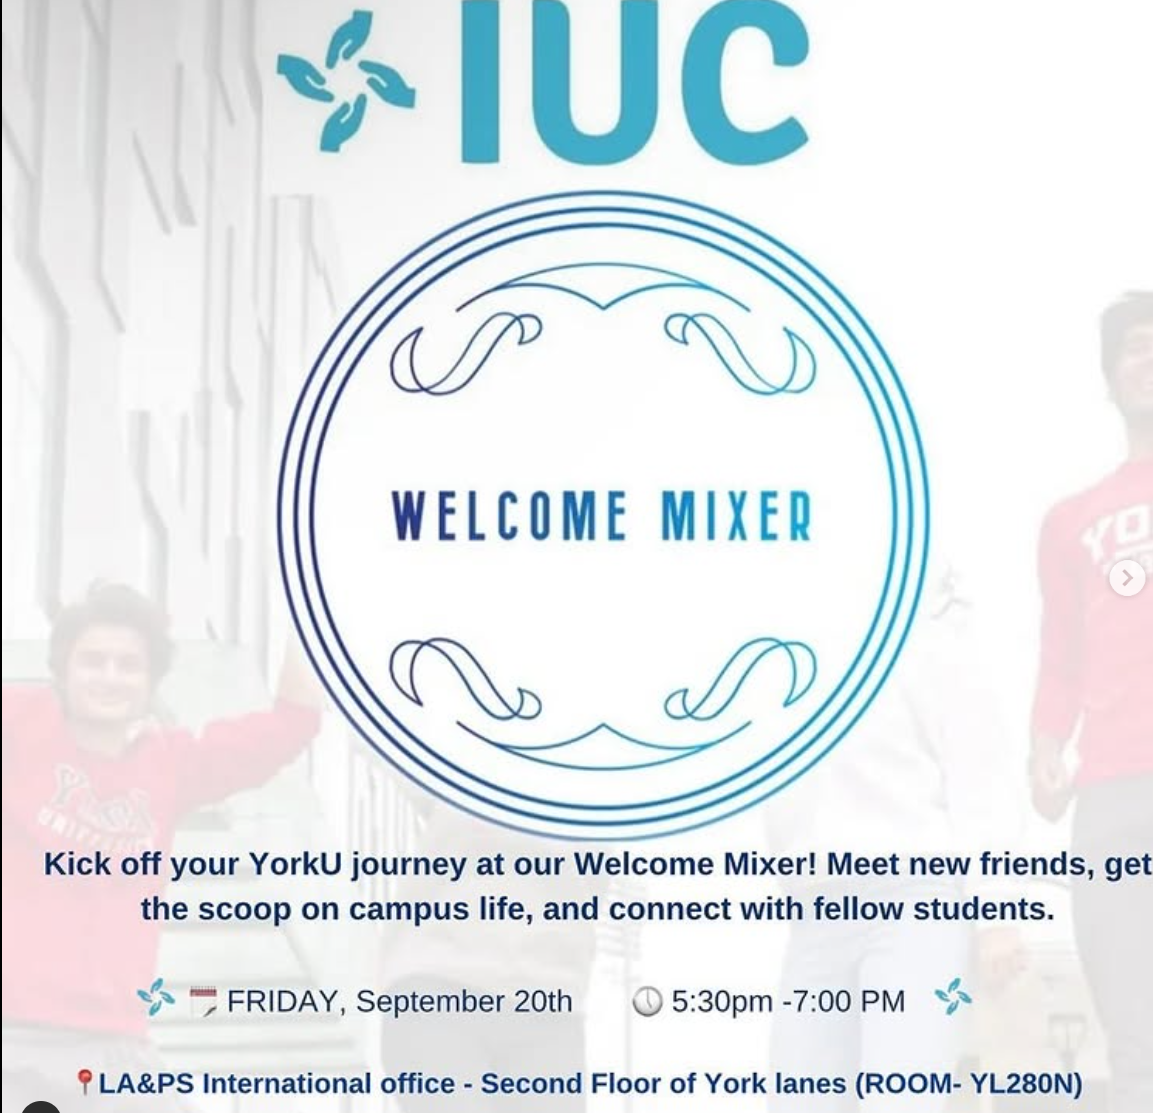 IUC
WELCOME MIXER
Kick off your YorkU journey at our Welcome Mixer! Meet new friends, get
the scoop on campus life, and connect with fellow students.
FRIDAY, September 20th 5:30pm -7:00 PM
LA&PS International office - Second Floor of York lanes (ROOM- YL280N)